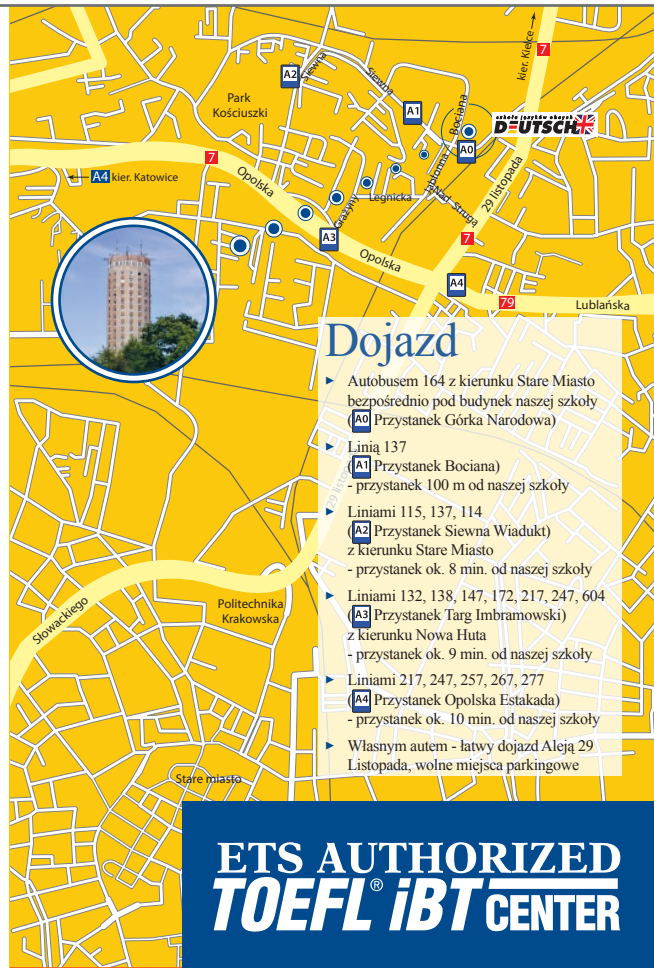 kier. Kielce
7
A2
Siewna
Siewna
Park
Kościuszki
A1
Bociana
szkoła języków obcych
DEUTSCH
A0
7
A4 kier. Katowice
Opolska
Legnicka
Jabłonna
Nad Strugą
29 listopada
Grażyny
A3
7
Opolska
A4
79
Lublańska
Dojazd
► Autobusem 164 z kierunku Stare Miasto
bezpośrednio pod budynek naszej szkoły
(A0 Przystanek Górka Narodowa)
► Linią 137
(A1 Przystanek Bociana)
- przystanek 100 m od naszej szkoły
► Liniami 115, 137, 114
(A2 Przystanek Siewna Wiadukt)
z kierunku Stare Miasto
- przystanek ok. 8 min. od naszej szkoły
► Liniami 132, 138, 147, 172, 217, 247, 604
(A3 Przystanek Targ Imbramowski)
z kierunku Nowa Huta
- przystanek ok. 9 min. od naszej szkoły
► Liniami 217, 247, 257, 267, 277
(A4 Przystanek Opolska Estakada)
- przystanek ok. 10 min. od naszej szkoły
► Własnym autem - łatwy dojazd Aleją 29
Listopada, wolne miejsca parkingowe
Słowackiego
Politechnika
Krakowska
Stare miasto
ETS AUTHORIZED
TOEFL® iBT CENTER